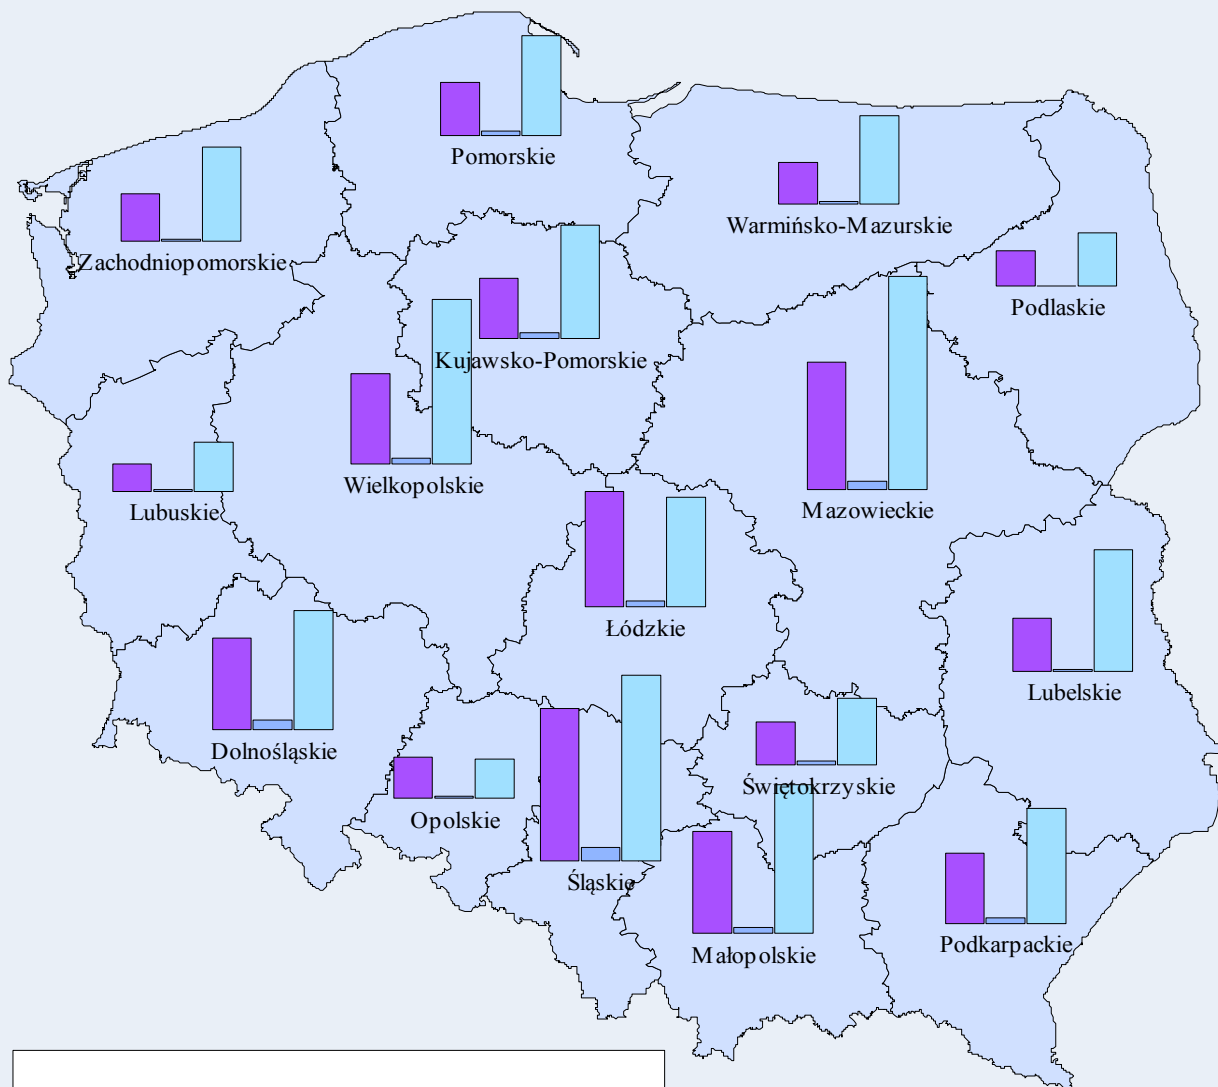 Pomorskie
Warmińsko-Mazurskie
Zachodniopomorskie
Podlaskie
Kujawsko-Pomorskie
Wielkopolskie
Lubuskie
Mazowieckie
Łódzkie
Lubelskie
Dolnośląskie
Świętokrzyskie
Opolskie
Śląskie
Podkarpackie
Małopolskie